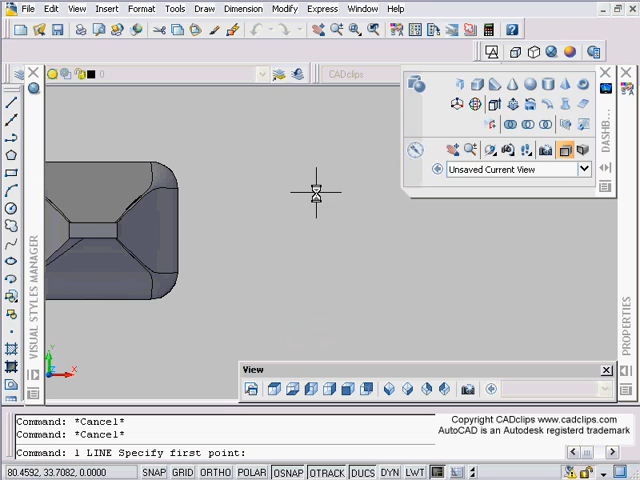 File Edit View Insert Format Tools Draw Dimension Modify Express Window Help
CADclips
DASHB...
Unsaved Current View
VISUAL STYLES MANAGER
PROPERTIES
Y
X
View
Command: *Cancel*
Command: *Cancel*
Command: l LINE Specify first point:
Copyright CADclips www.cadclips.com
AutoCAD is an Autodesk registerd trademark
80.4592, 33.7082, 0.0000 SNAP GRID ORTHO POLAR OSNAP OTRACK DUCS DYN LWT